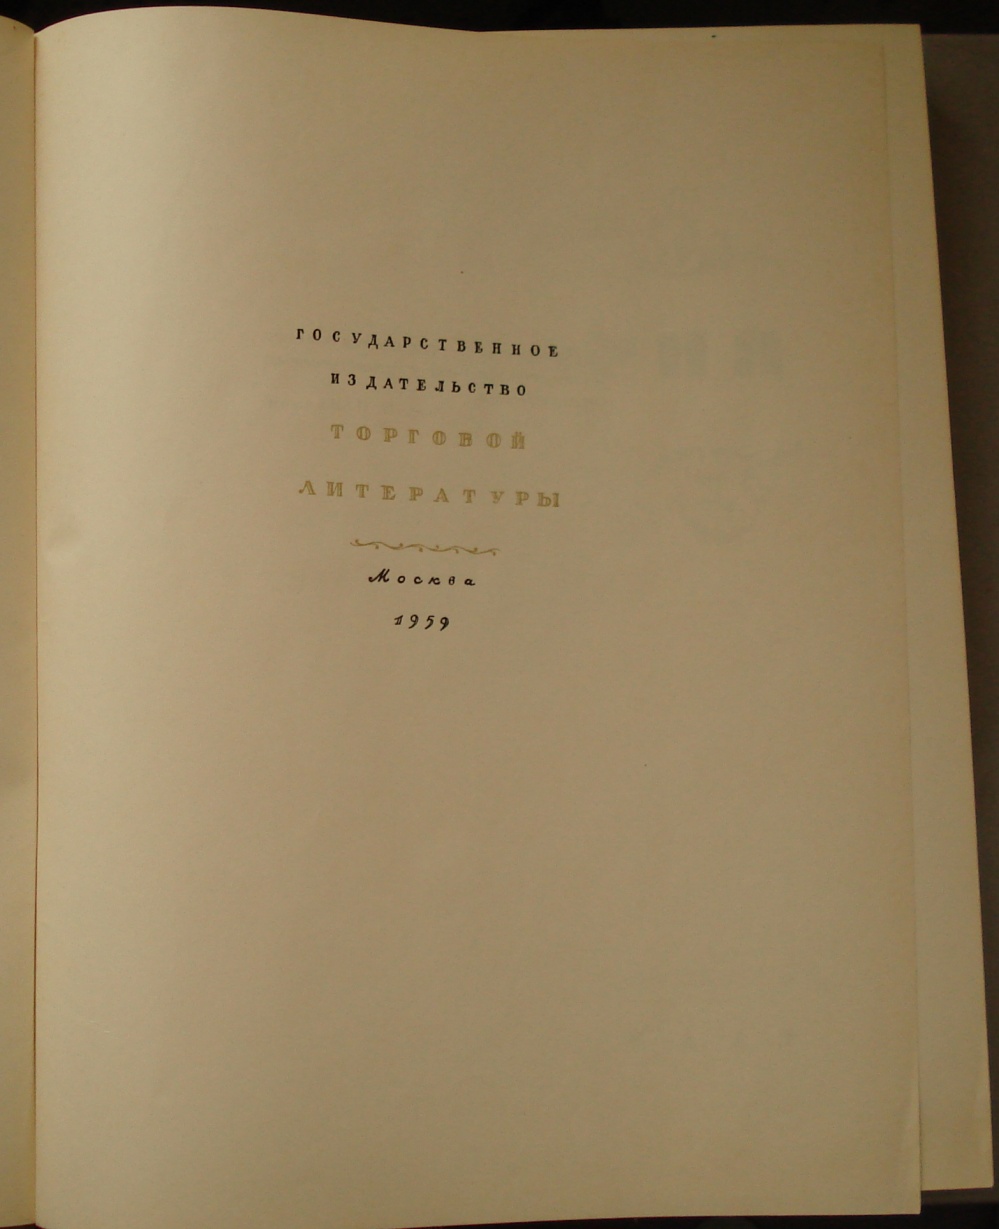 ГОСУДАРСТВЕННОЕ
ИЗДАТЕЛЬСТВО
ТОРГОВОЙ
ЛИТЕРАТУРЫ
Москва
1959